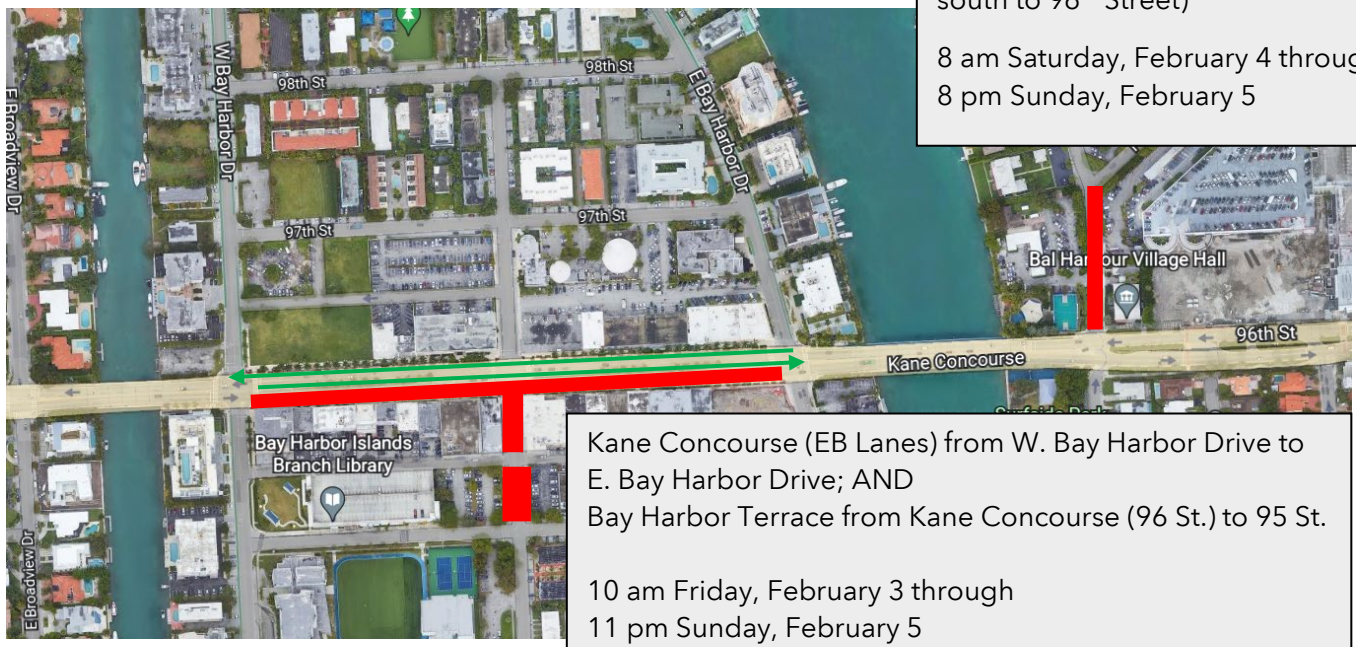 south to 96th Street)
8 am Saturday, February 4 throug
8 pm Sunday, February 5
98th St
98th St
W Bay Harbor Dr
E Bay Harbor Dr
E Broadview Dr
97th St
97th St
Bal Harbour Village Hall
96th St
Kane Concourse
Bay Harbor Islands
Branch Library
E Broadview Dr
Kane Concourse (EB Lanes) from W. Bay Harbor Drive to
E. Bay Harbor Drive; AND
Bay Harbor Terrace from Kane Concourse (96 St.) to 95 St.
10 am Friday, February 3 through
11 pm Sunday, February 5